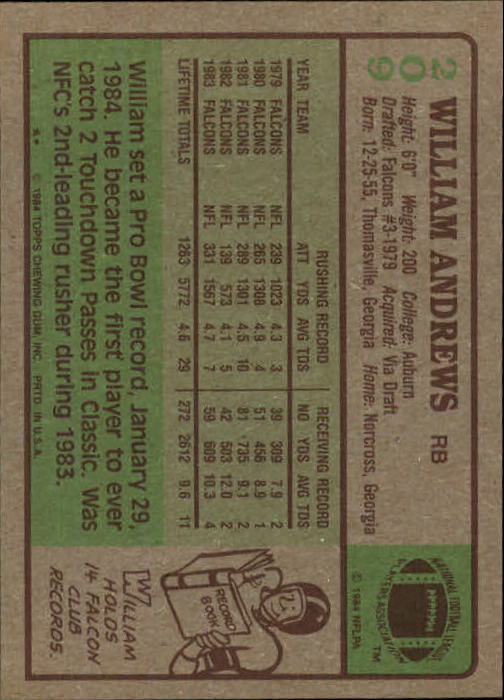 209
WILLIAM ANDREWS RB
Height: 6'0" Weight: 200 College: Auburn
Drafted: Falcons #3-1979 Acquired: Via Draft
Born: 12-25-55, Thomasville, Georgia Home: Norcross, Georgia
NATIONAL FOOTBALL LEAGUE
PLAYERS ASSOCIATION
TM
© 1984 NFLPA
RUSHING RECORD RECEIVING RECORD
YEAR TEAM ATT YDS AVG TDS NO YDS AVG TDS
1979 FALCONS NFL 239 1023 4.3 3 39 309 7.9 2
1980 FALCONS NFL 265 1308 4.9 4 51 456 8.9 1
1981 FALCONS NFL 289 1301 4.5 10 81 735 9.1 2
1982 FALCONS NFL 139 573 4.1 5 42 503 12.0 2
1983 FALCONS NFL 331 1567 4.7 7 59 609 10.3 4
LIFETIME TOTALS 1263 5772 4.6 29 272 2612 9.6 11
William set a Pro Bowl record, January 29,
1984. He became the first player to ever
catch 2 Touchdown Passes in Classic. Was
NFC's 2nd-leading rusher during 1983.
RECORD
BOOK
WILLIAM
HOLDS
14 FALCON
CLUB
RECORDS.
** © 1984 TOPPS CHEWING GUM, INC. PRTD. IN U.S.A.